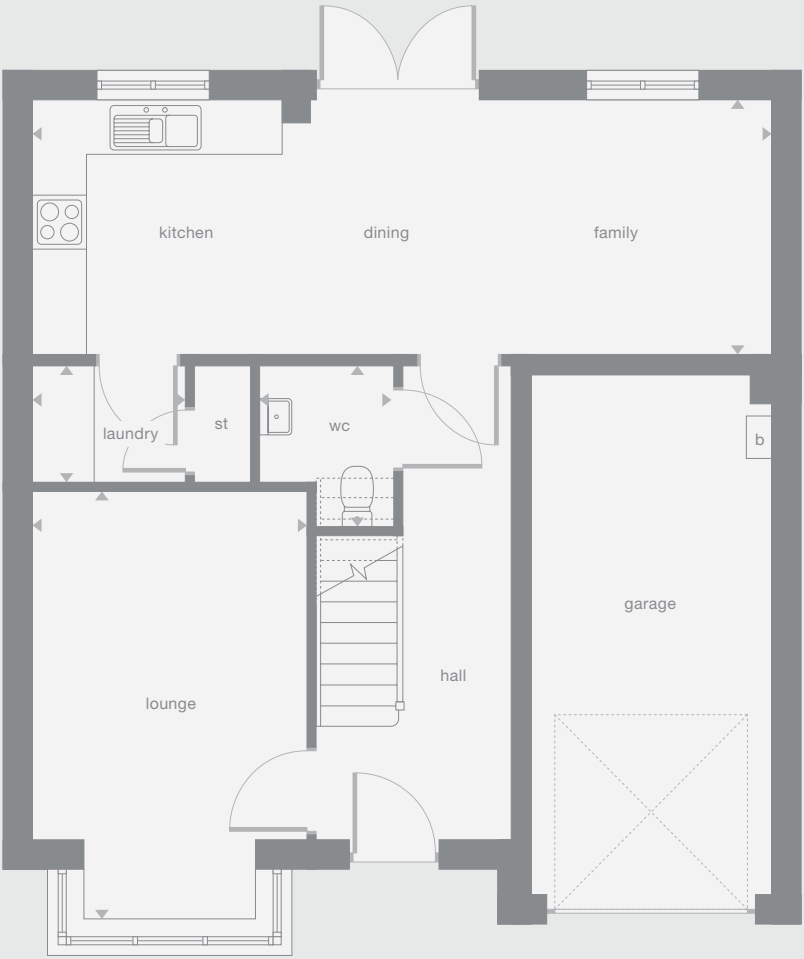 kitchen
dining
family
laundry
st
wc
b
garage
hall
lounge